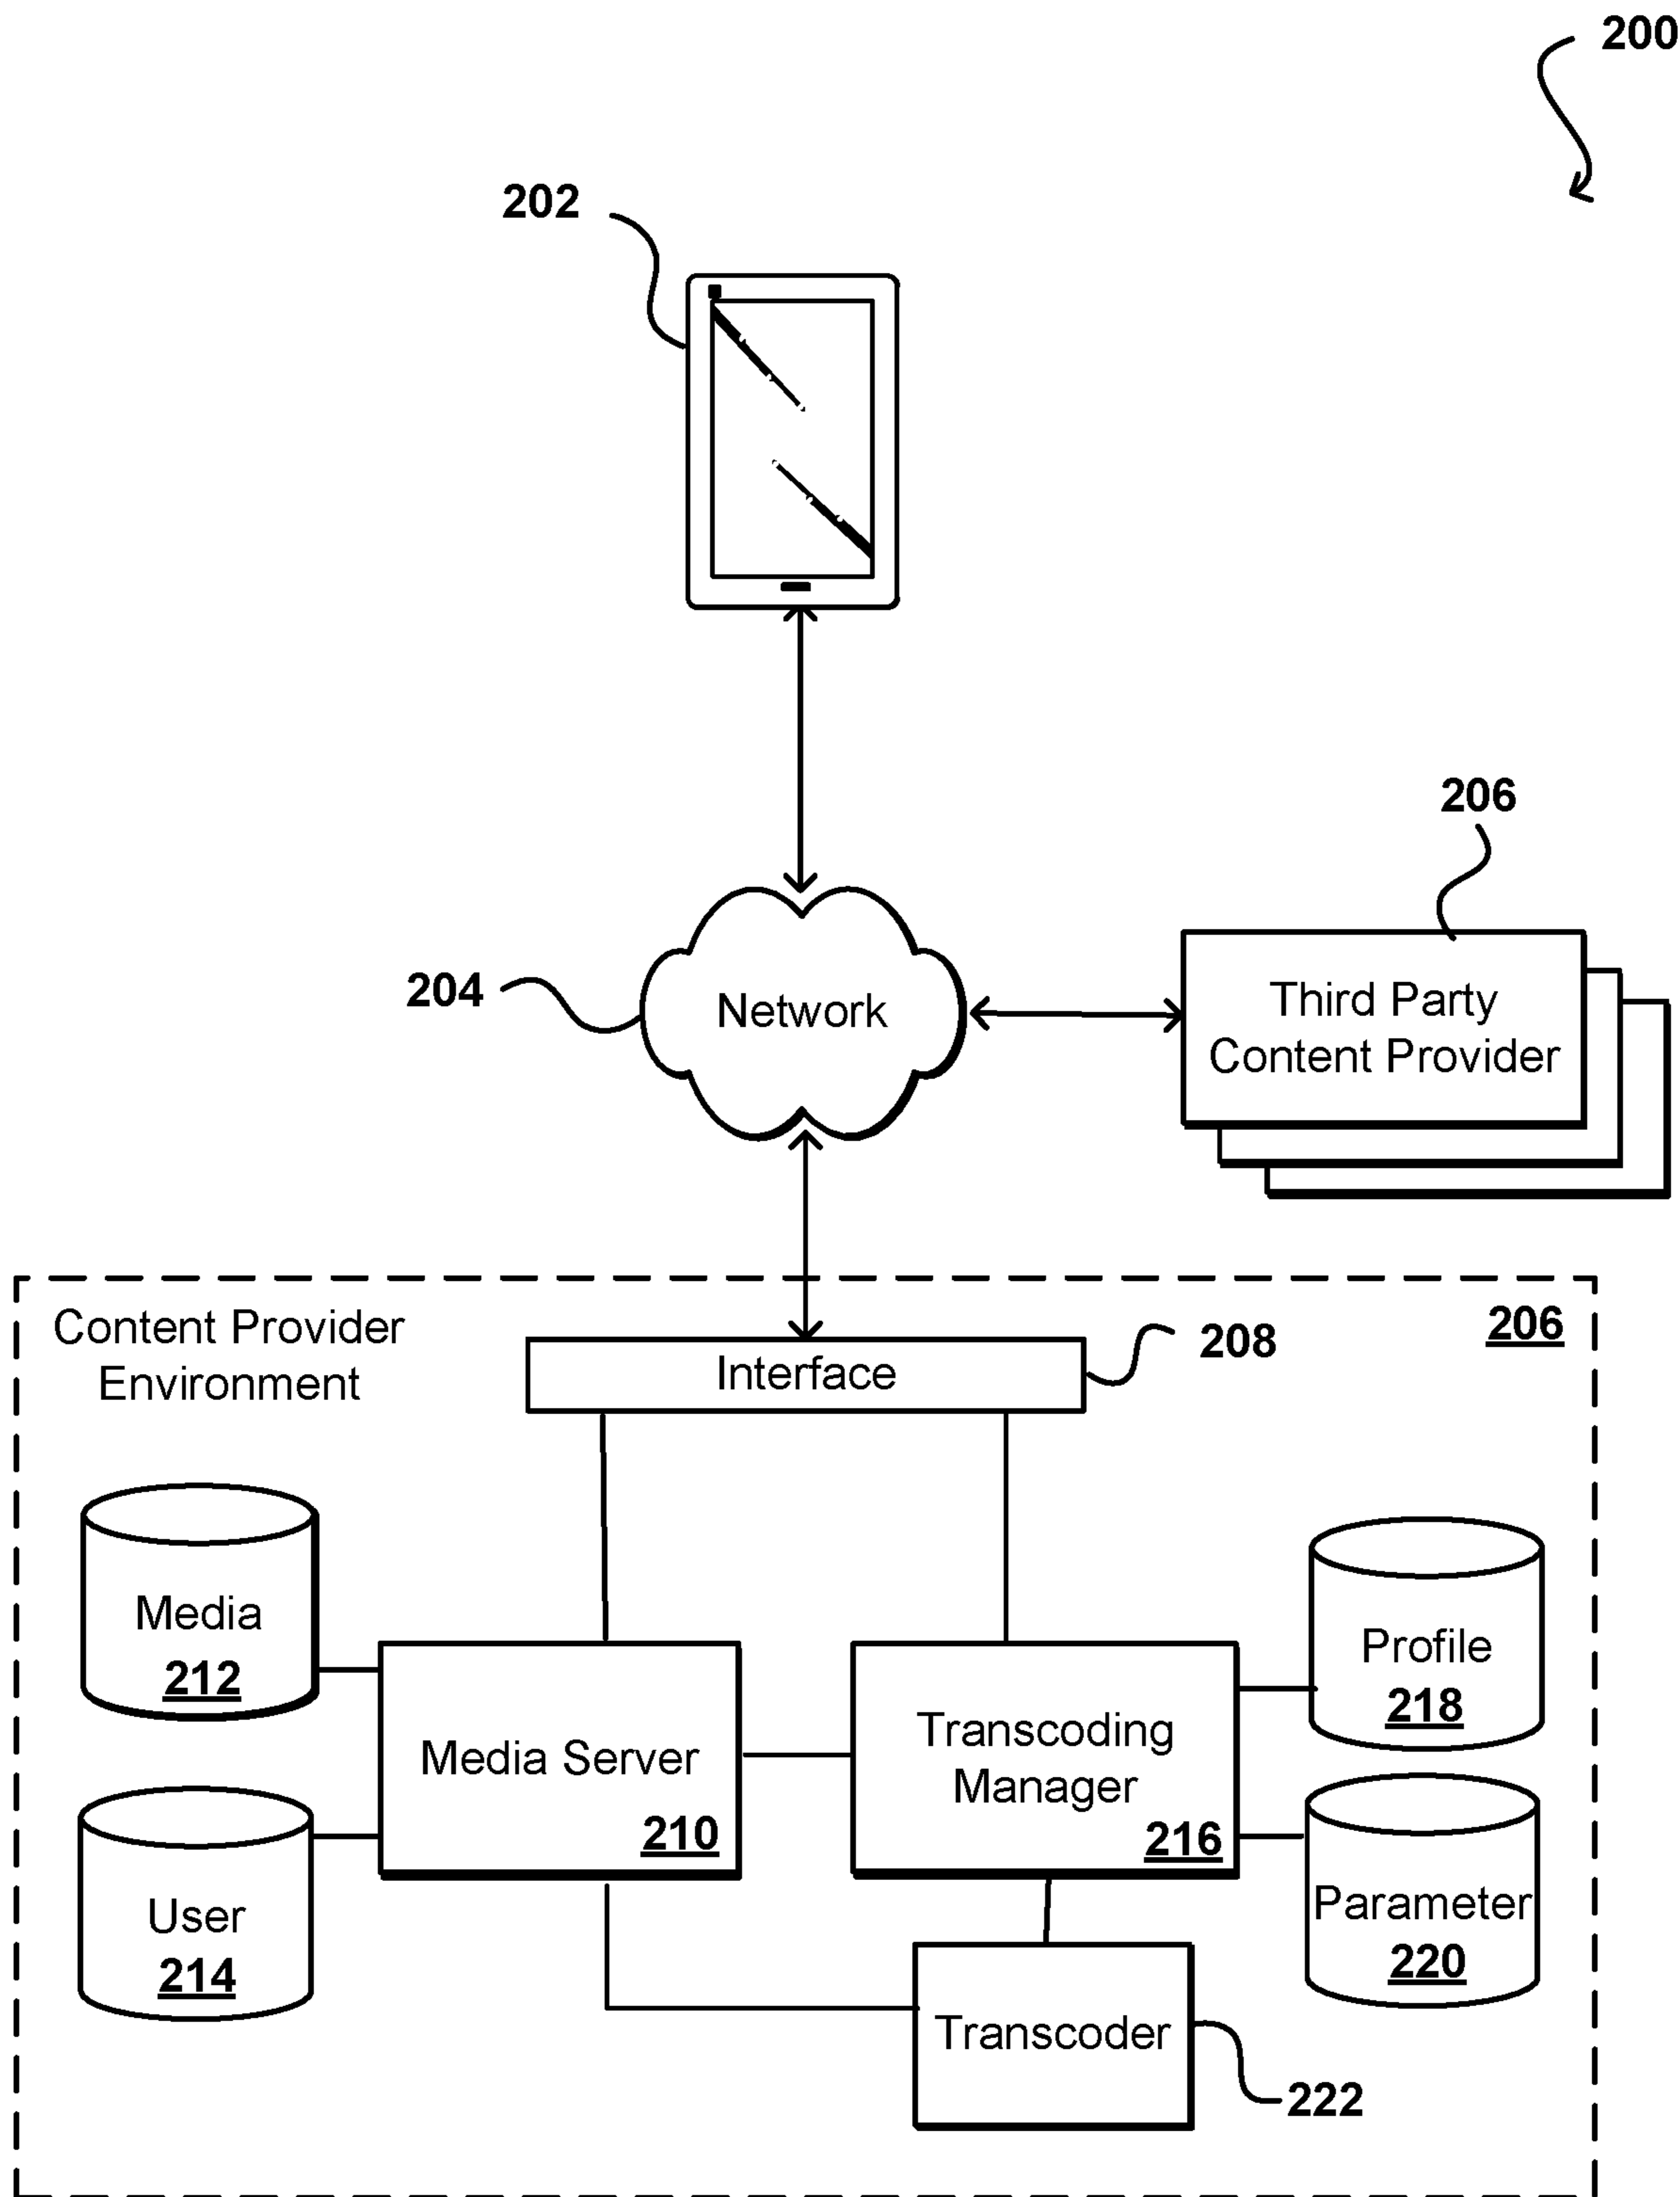 200
202
206
204
Network
Third Party
Content Provider
Content Provider
Environment
206
Interface
208
Media
212
Profile
218
Media Server
210
Transcoding
Manager
216
User
214
Parameter
220
Transcoder
222